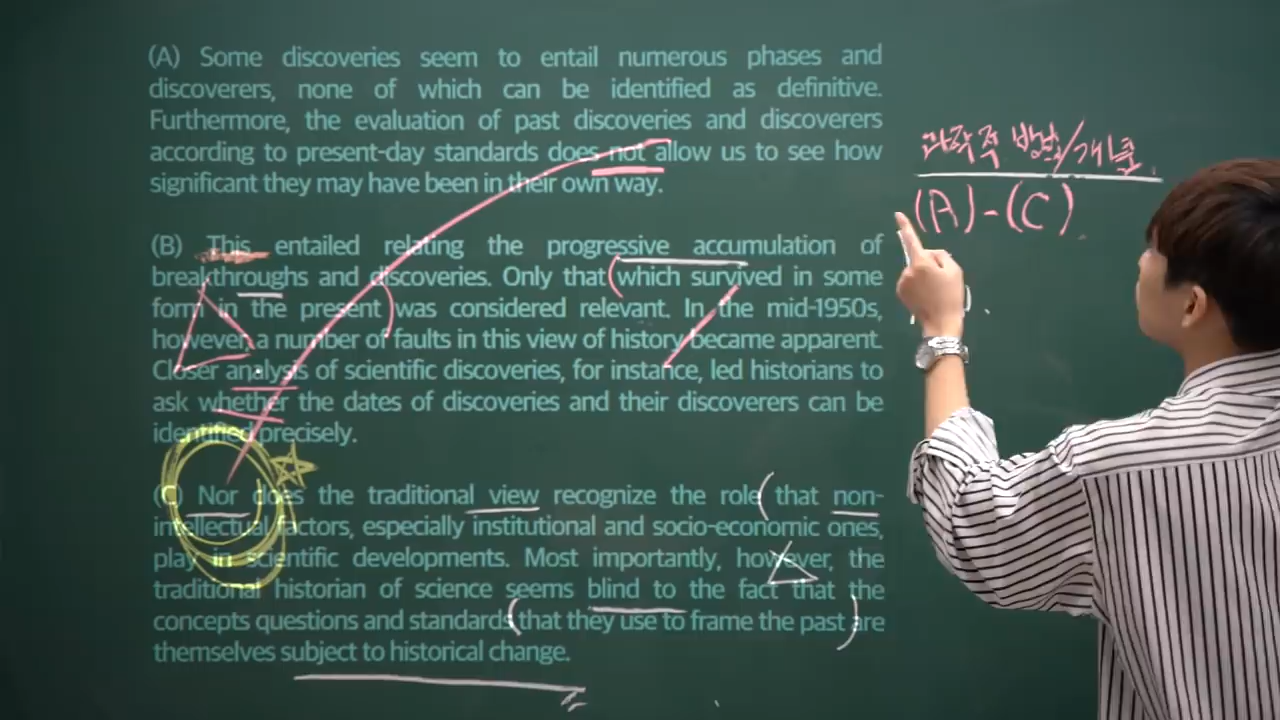 (A) Some discoveries seem to entail numerous phases and
discoverers, none of which can be identified as definitive.
Furthermore, the evaluation of past discoveries and discoverers
according to present-day standards does not allow us to see how
significant they may have been in their own way.
(B) This entailed relating the progressive accumulation of
breakthroughs and discoveries. Only that which survived in some
form in the present was considered relevant. In the mid-1950s,
however, a number of faults in this view of history became apparent.
Closer analysis of scientific discoveries, for instance, led historians to
ask whether the dates of discoveries and their discoverers can be
identified precisely.
(C) Nor does the traditional view recognize the role that non-
intellectual factors, especially institutional and socio-economic ones,
play in scientific developments. Most importantly, however, the
traditional historian of science seems blind to the fact that the
concepts questions and standards that they use to frame the past are
themselves subject to historical change.
과학적
(A) - (C)